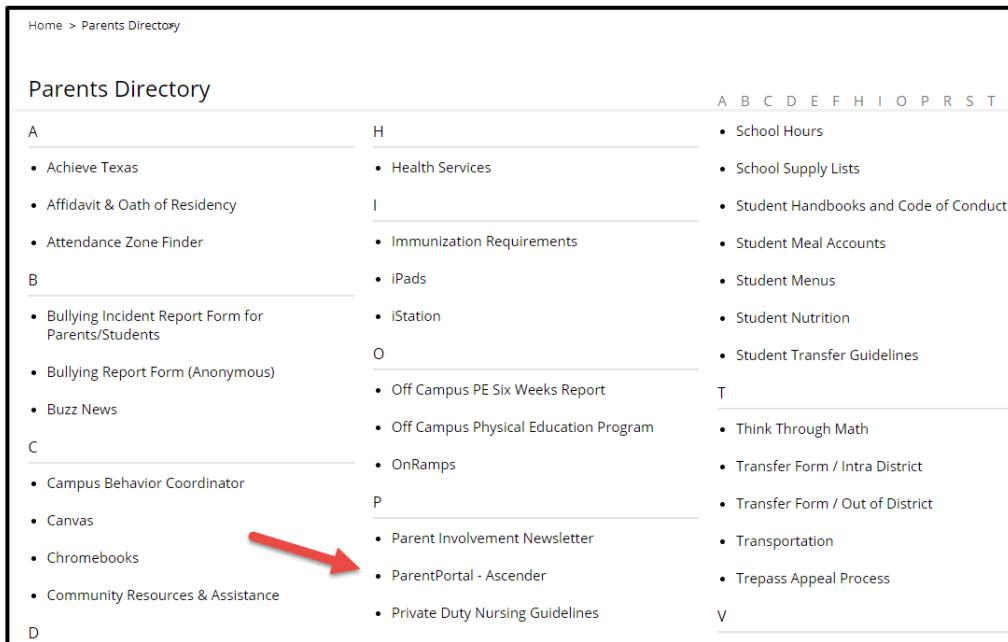 Home > Parents Directory
Parents Directory
A B C D E F H I O P R S T
A
Achieve Texas
Affidavit & Oath of Residency
Attendance Zone Finder
B
Bullying Incident Report Form for
Parents/Students
Bullying Report Form (Anonymous)
Buzz News
C
Campus Behavior Coordinator
Canvas
Chromebooks
Community Resources & Assistance
D
H
Health Services
I
Immunization Requirements
iPads
iStation
O
Off Campus PE Six Weeks Report
Off Campus Physical Education Program
OnRamps
P
Parent Involvement Newsletter
ParentPortal - Ascender
Private Duty Nursing Guidelines
School Hours
School Supply Lists
Student Handbooks and Code of Conduct
Student Meal Accounts
Student Menus
Student Nutrition
Student Transfer Guidelines
T
Think Through Math
Transfer Form / Intra District
Transfer Form / Out of District
Transportation
Trepass Appeal Process
V